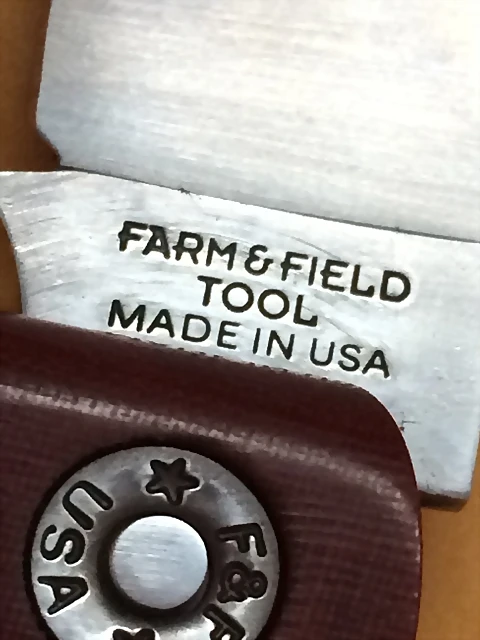 FARM & FIELD
TOOL
MADE IN USA
USA
F&F